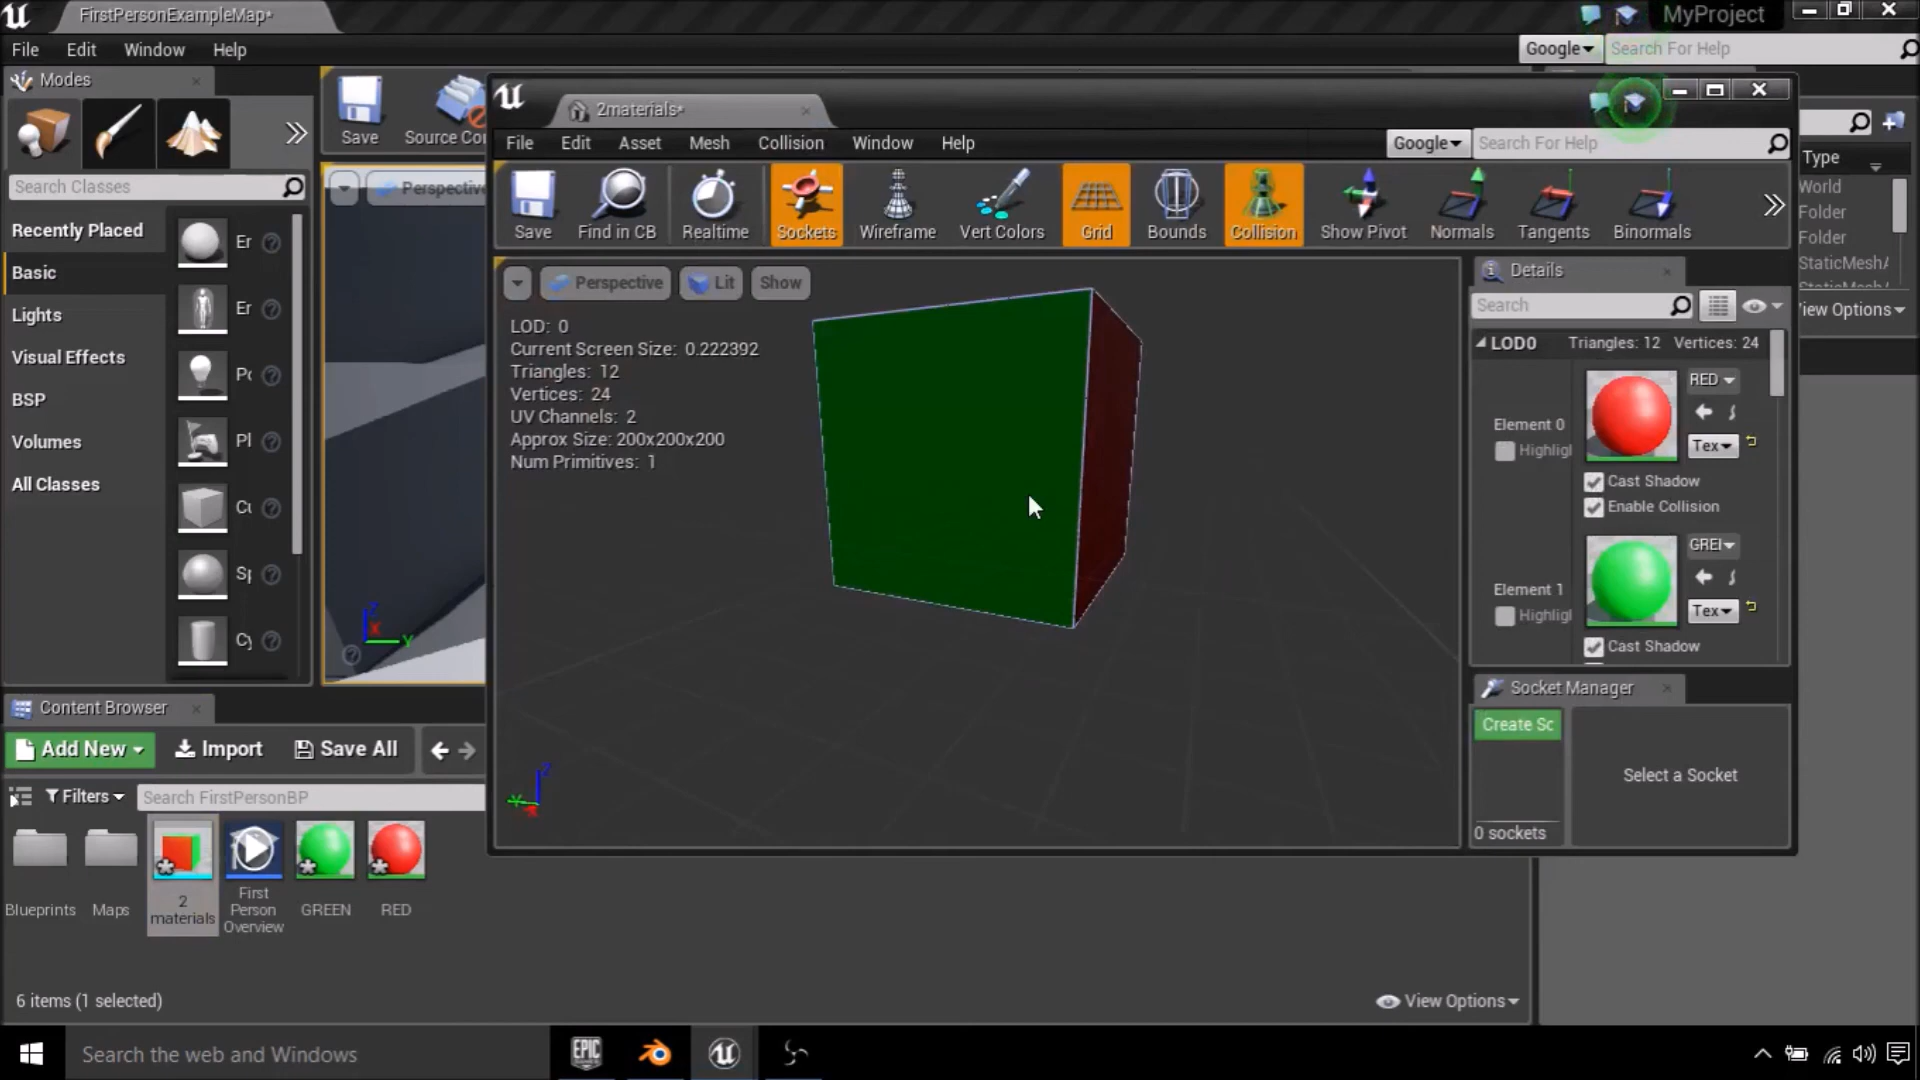 FirstPersonExampleMap*
MyProject
File Edit Window Help
Google
Search For Help
Modes
Search Classes
Recently Placed
Basic
Lights
Visual Effects
BSP
Volumes
All Classes
Er
Er
Pl
Sp
Cy
Save
Source Co
Perspective
2materials*
File Edit Asset Mesh Collision Window Help
Google
Search For Help
Save
Find in CB
Realtime
Sockets
Wireframe
Vert Colors
Grid
Bounds
Collision
Show Pivot
Normals
Tangents
Binormals
Perspective
Lit
Show
LOD: 0
Current Screen Size: 0.222392
Triangles: 12
Vertices: 24
UV Channels: 2
Approx Size: 200x200x200
Num Primitives: 1
Z
X
Y
Details
Search
LOD0 Triangles: 12 Vertices: 24
Element 0
Highligl
RED
Tex
Cast Shadow
Enable Collision
Element 1
Highligl
GREI
Tex
Cast Shadow
Socket Manager
Create Sc
Select a Socket
0 sockets
Type
World
Folder
Folder
StaticMesh
View Options
Content Browser
Add New
Import
Save All
Filters
Search FirstPersonBP
Blueprints
Maps
2
materials
First
Person
Overview
GREEN
RED
6 items (1 selected)
View Options
Search the web and Windows
EPIC